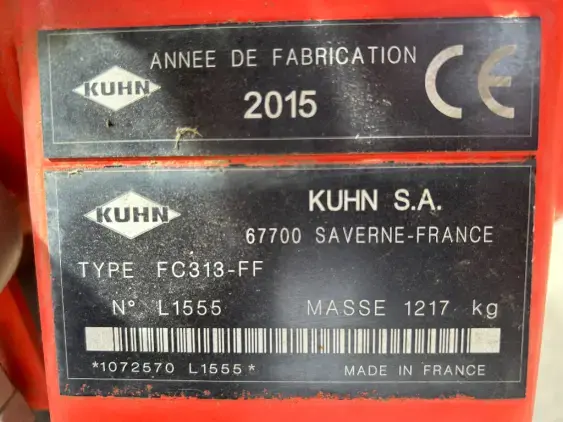 KUHN
ANNEE DE FABRICATION
2015
CE
KUHN
KUHN S.A.
67700 SAVERNE-FRANCE
TYPE FC313-FF
N° L1555 MASSE 1217 kg
*1072570 L1555* MADE IN FRANCE